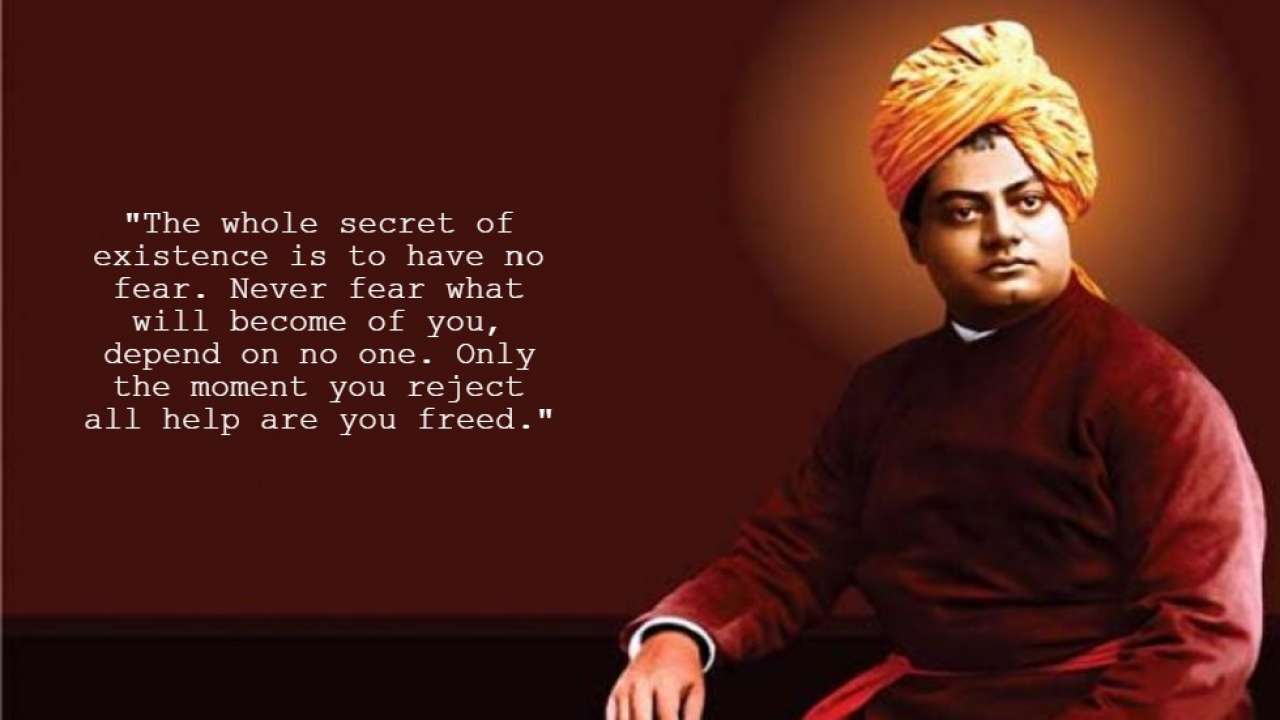 "The whole secret of
existence is to have no
fear. Never fear what
will become of you,
depend on no one. Only
the moment you reject
all help are you freed."